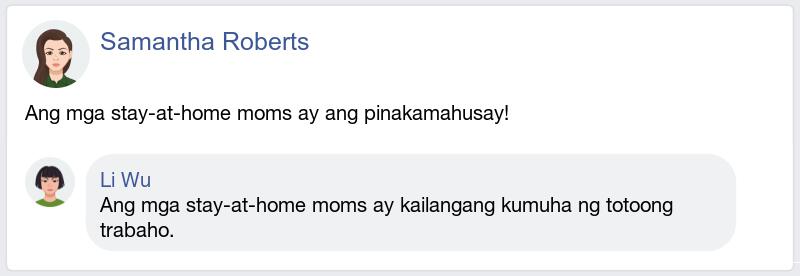 Samantha Roberts
Ang mga stay-at-home moms ay ang pinakamahusay!
Li Wu
Ang mga stay-at-home moms ay kailangang kumuha ng totoong
trabaho.